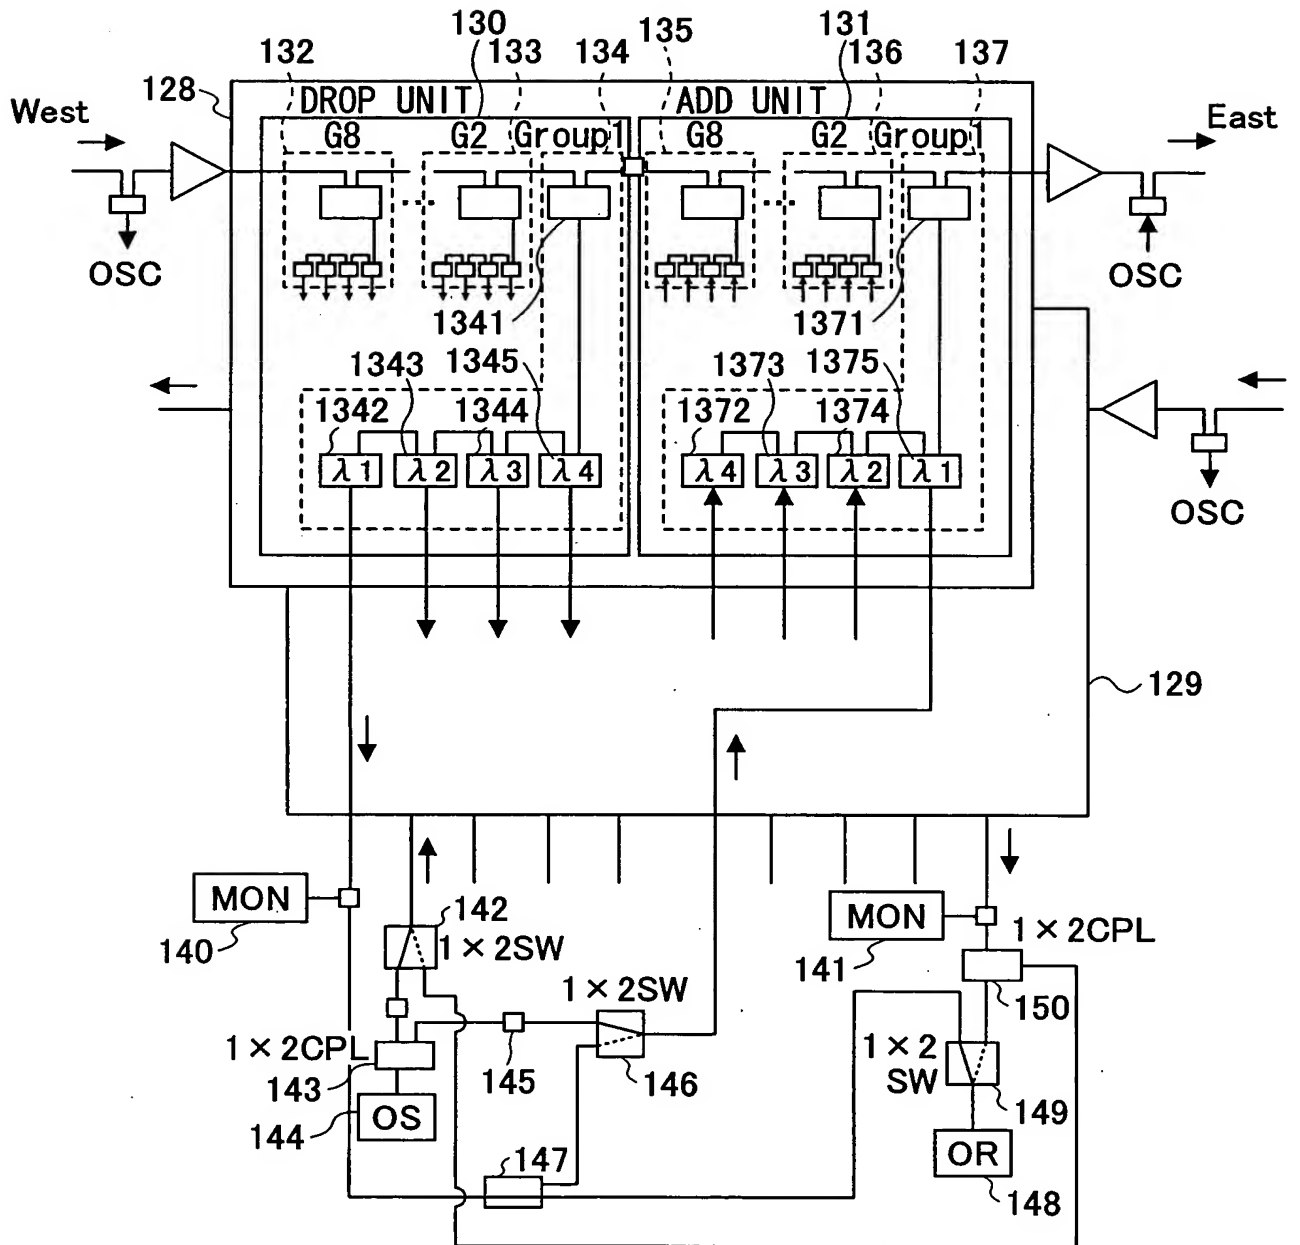 130 131
132 133 134 135 136 137
128
West DROP UNIT ADD UNIT East
G8 G2 Group1 G8 G2 Group1
OSC OSC
1341 1371
1343 1345 1373 1375
1342 1344 1372 1374
λ1 λ2 λ3 λ4 λ4 λ3 λ2 λ1
OSC
129
MON 142 MON
140 1×2SW 141 1×2CPL
1×2SW 150
1×2CPL 1×2
143 145 146 SW 149
144 OS
147 OR
148